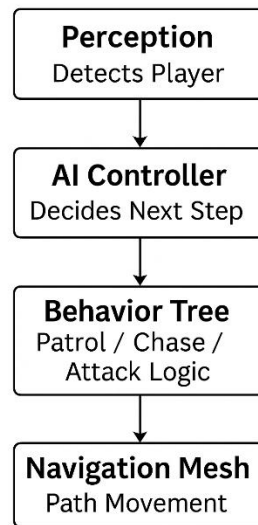 Perception
Detects Player
AI Controller
Decides Next Step
Behavior Tree
Patrol / Chase /
Attack Logic
Navigation Mesh
Path Movement